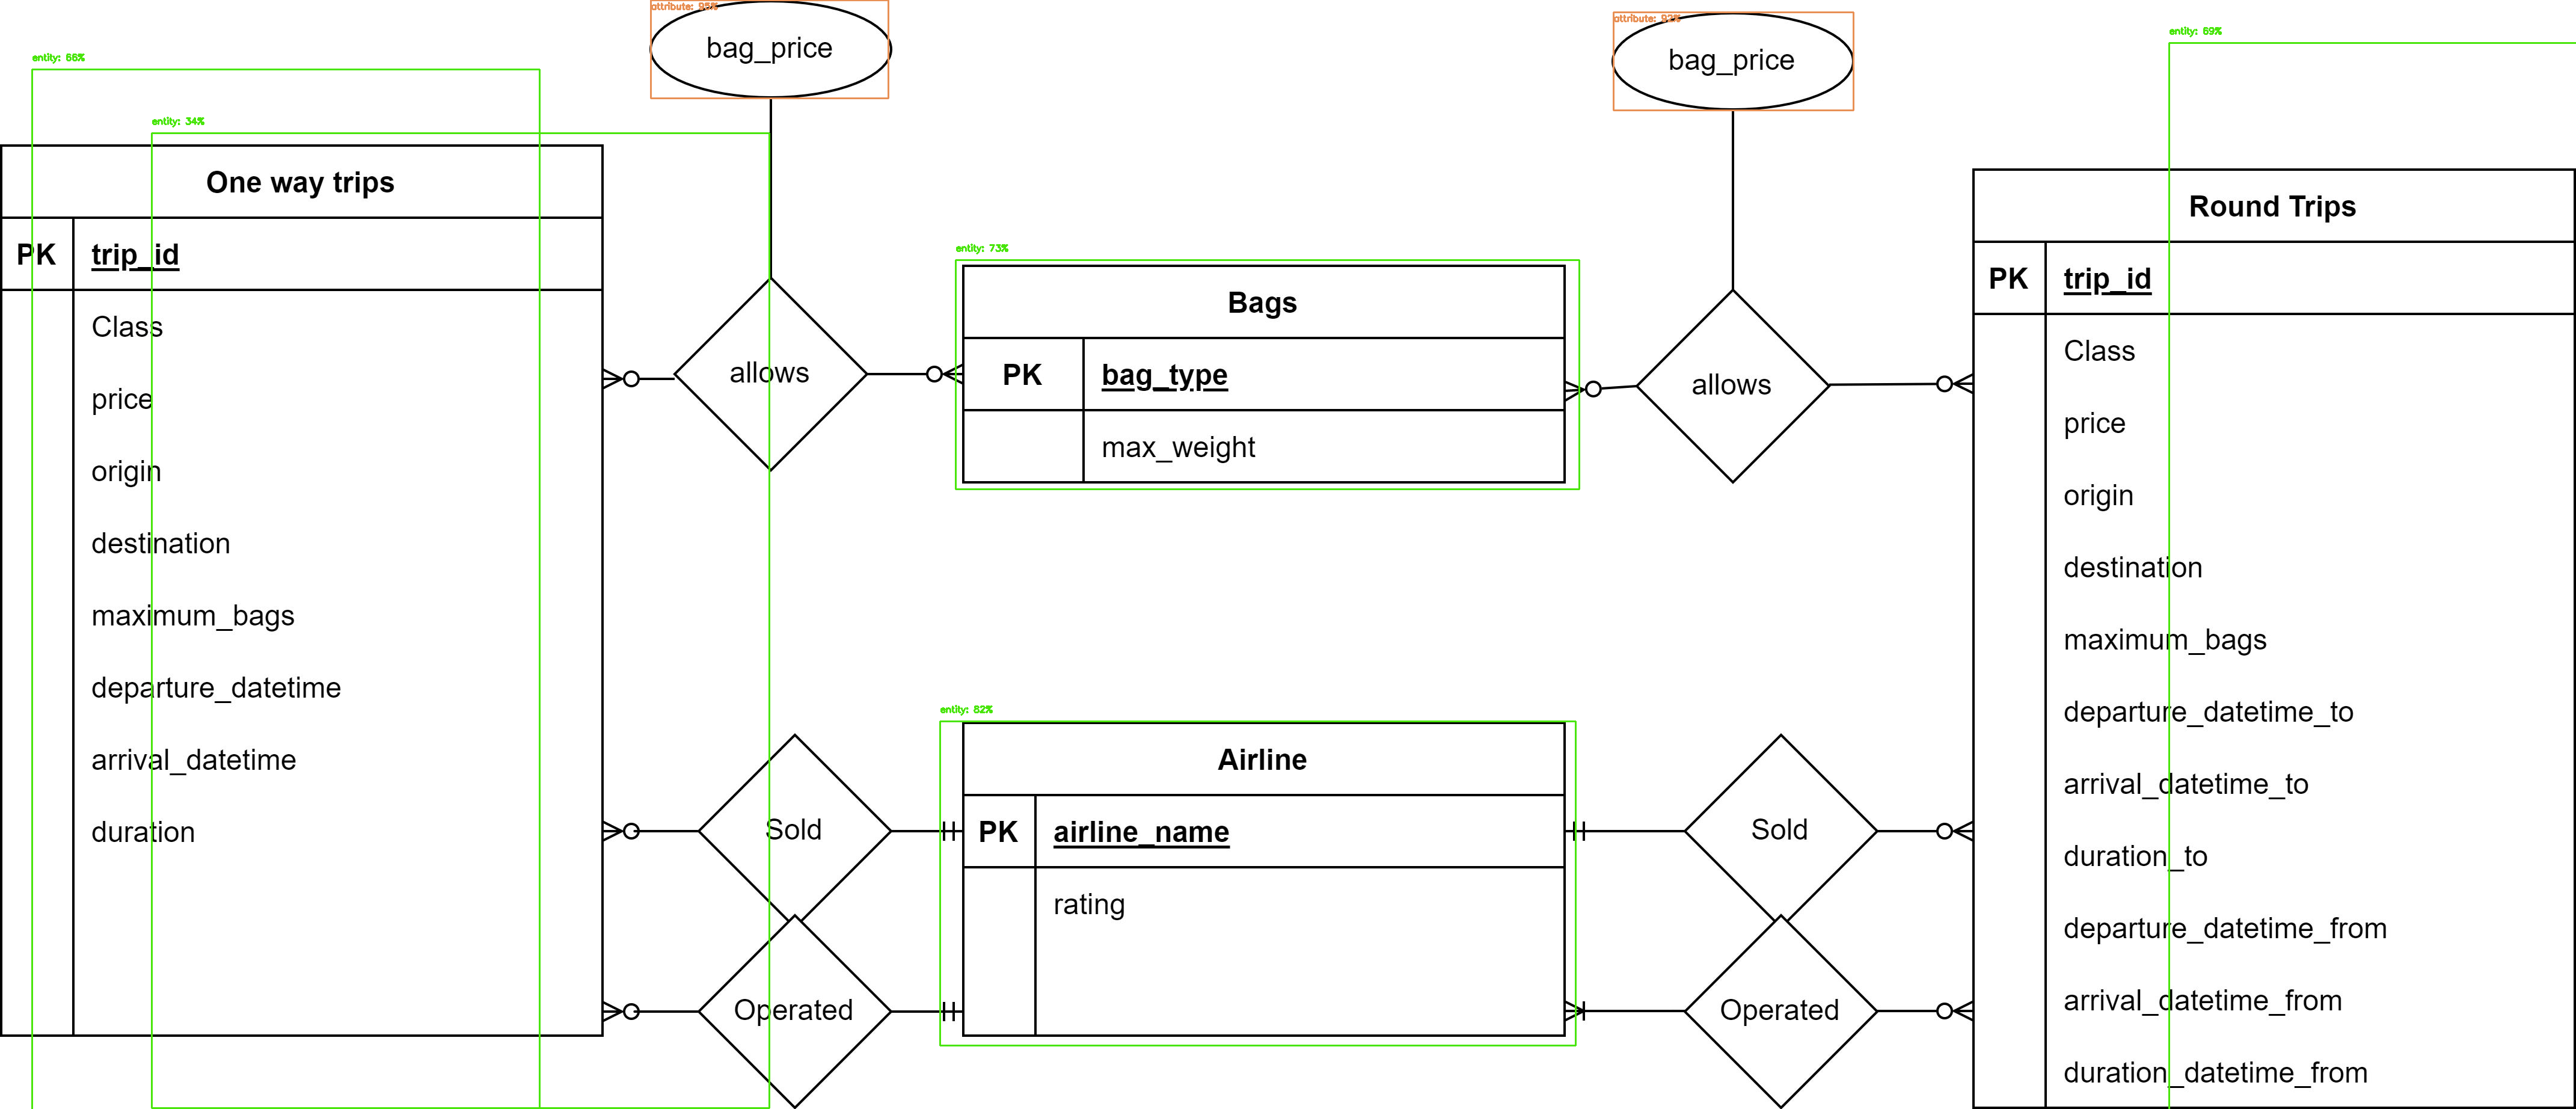 attribute: 95%
bag_price
attribute: 92%
bag_price
entity: 66%
entity: 34%
entity: 69%
One way trips
PK trip_id
Class
price
origin
destination
maximum_bags
departure_datetime
arrival_datetime
duration
allows
Sold
Operated
entity: 73%
Bags
PK bag_type
max_weight
entity: 82%
Airline
PK airline_name
rating
allows
Sold
Operated
Round Trips
PK trip_id
Class
price
origin
destination
maximum_bags
departure_datetime_to
arrival_datetime_to
duration_to
departure_datetime_from
arrival_datetime_from
duration_datetime_from